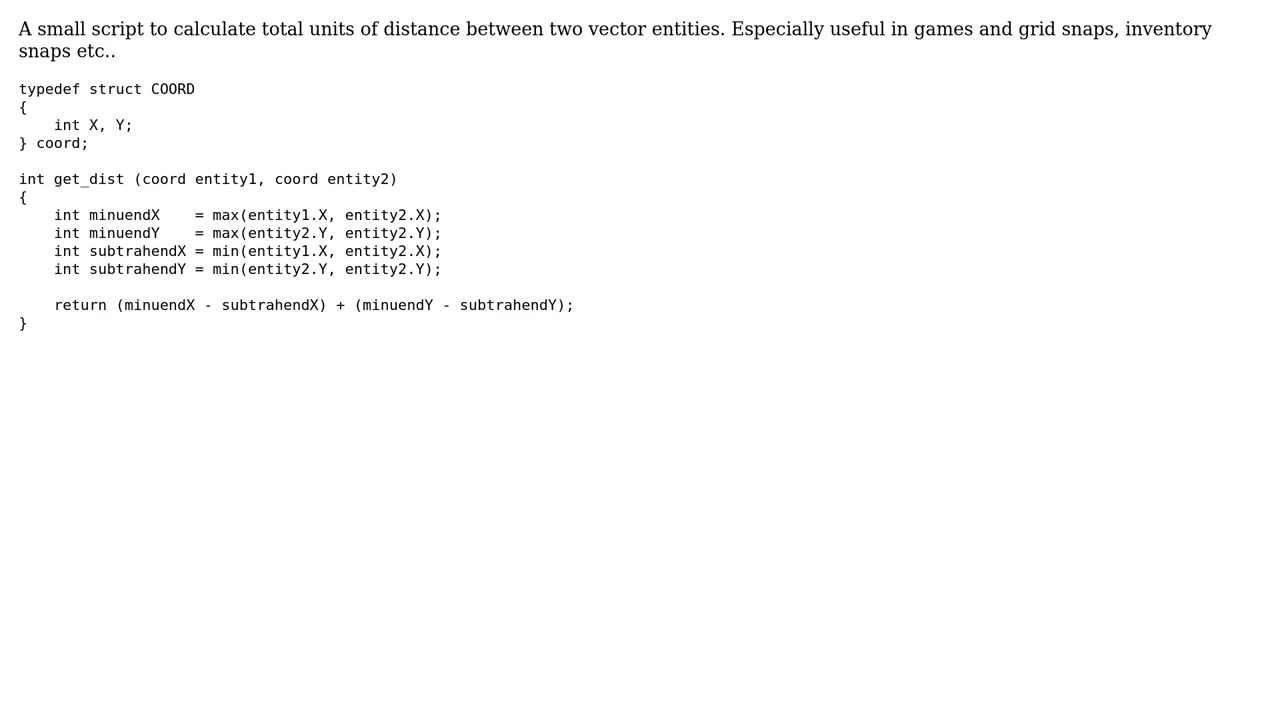 A small script to calculate total units of distance between two vector entities. Especially useful in games and grid snaps, inventory
snaps etc..
typedef struct COORD
{
    int X, Y;
} coord;
int get_dist (coord entity1, coord entity2)
{
    int minuendX    = max(entity1.X, entity2.X);
    int minuendY    = max(entity2.Y, entity2.Y);
    int subtrahendX = min(entity1.X, entity2.X);
    int subtrahendY = min(entity2.Y, entity2.Y);
    return (minuendX - subtrahendX) + (minuendY - subtrahendY);
}